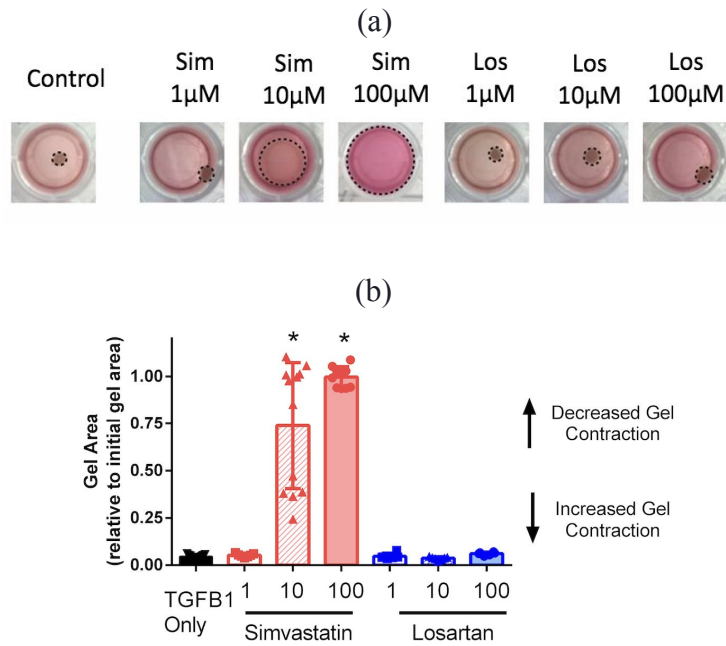 (a)
Control
Sim
1μM
Sim
10μM
Sim
100μM
Los
1μM
Los
10μM
Los
100μM
(b)
Gel Area
(relative to initial gel area)
1.00
0.75
0.50
0.25
0.00
*
*
Decreased Gel
Contraction
Increased Gel
Contraction
TGFB1
Only
1
10
100
1
10
100
Simvastatin
Losartan